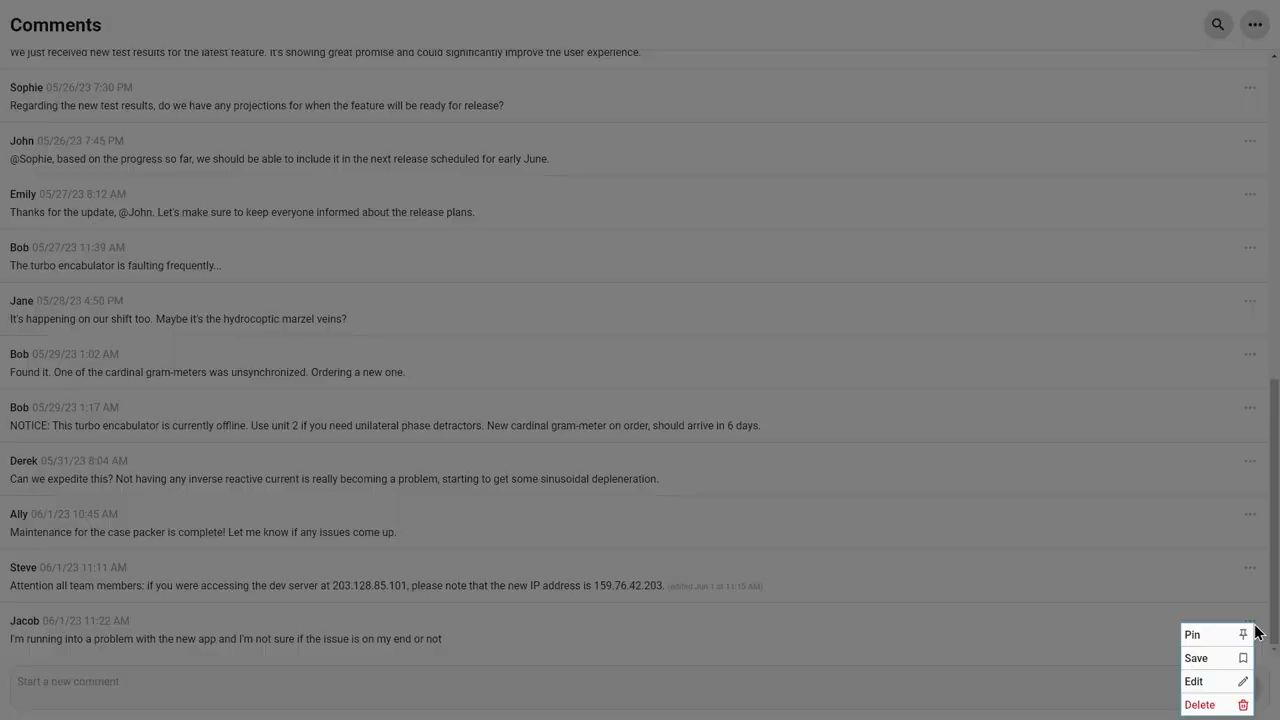 Comments
We just received new test results for the latest feature. It's showing great promise and could significantly improve the user experience.
Sophie 05/26/23 7:30 PM
Regarding the new test results, do we have any projections for when the feature will be ready for release?
John 05/26/23 7:45 PM
@Sophie, based on the progress so far, we should be able to include it in the next release scheduled for early June.
Emily 05/27/23 8:12 AM
Thanks for the update, @John. Let's make sure to keep everyone informed about the release plans.
Bob 05/27/23 11:39 AM
The turbo encabulator is faulting frequently...
Jane 05/28/23 4:50 PM
It's happening on our shift too. Maybe it's the hydrocoptic marzel veins?
Bob 05/29/23 1:02 AM
Found it. One of the cardinal gram-meters was unsynchronized. Ordering a new one.
Bob 05/29/23 1:17 AM
NOTICE: This turbo encabulator is currently offline. Use unit 2 if you need unilateral phase detractors. New cardinal gram-meter on order, should arrive in 6 days.
Derek 05/31/23 8:04 AM
Can we expedite this? Not having any inverse reactive current is really becoming a problem, starting to get some sinusoidal depleneration.
Ally 06/1/23 10:45 AM
Maintenance for the case packer is complete! Let me know if any issues come up.
Steve 06/1/23 11:11 AM
Attention all team members: if you were accessing the dev server at 203.128.85.101, please note that the new IP address is 159.76.42.203. (edited Jun 1 at 11:15 AM)
Jacob 06/1/23 11:22 AM
I'm running into a problem with the new app and I'm not sure if the issue is on my end or not
Pin
Save
Edit
Delete
Start a new comment